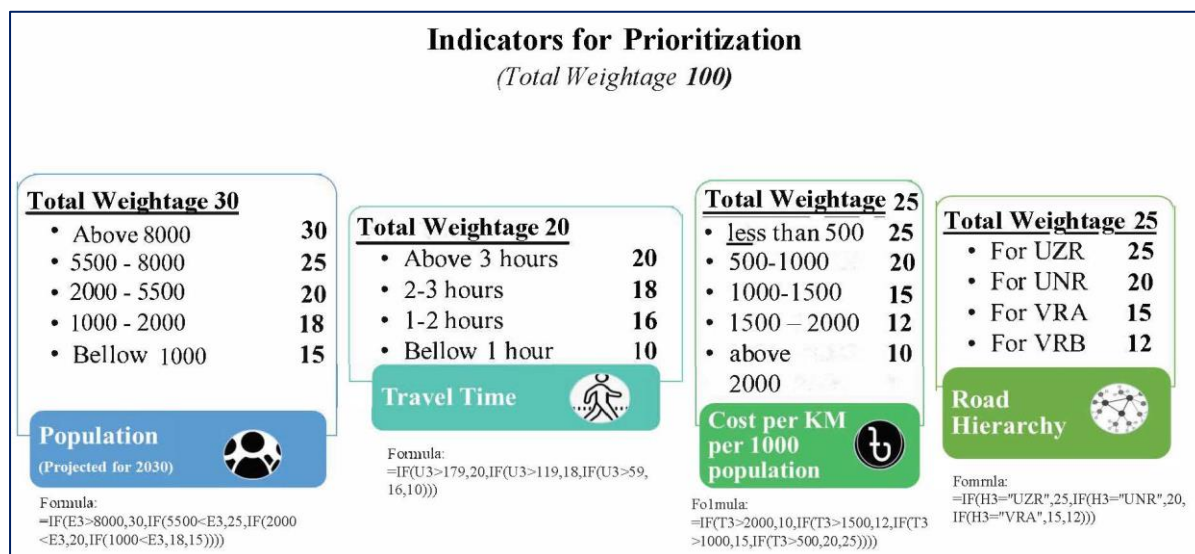 Indicators for Prioritization
(Total Weightage 100)
Total Weightage 30
• Above 8000 30
• 5500 - 8000 25
• 2000 - 5500 20
• 1000 - 2000 18
• Bellow 1000 15
Population
(Projected for 2030)
Formula:
=IF(E3>8000,30,IF(5500<E3,25,IF(2000
<E3,20,IF(1000<E3,18,15))))
Total Weightage 20
• Above 3 hours 20
• 2-3 hours 18
• 1-2 hours 16
• Bellow 1 hour 10
Travel Time
Formula:
=IF(U3>179,20,IF(U3>119,18,IF(U3>59,
16,10)))
Total Weightage 25
• less than 500 25
• 500-1000 20
• 1000-1500 15
• 1500 – 2000 12
• above 10
2000
Cost per KM
per 1000
population
৳
Fo1mula:
=IF(T3>2000,10,IF(T3>1500,12,IF(T3
>1000,15,IF(T3>500,20,25))))
Total Weightage 25
• For UZR 25
• For UNR 20
• For VRA 15
• For VRB 12
Road
Hierarchy
Fomrnla:
=IF(H3="UZR",25,IF(H3="UNR",20,
IF(H3="VRA",15,12)))